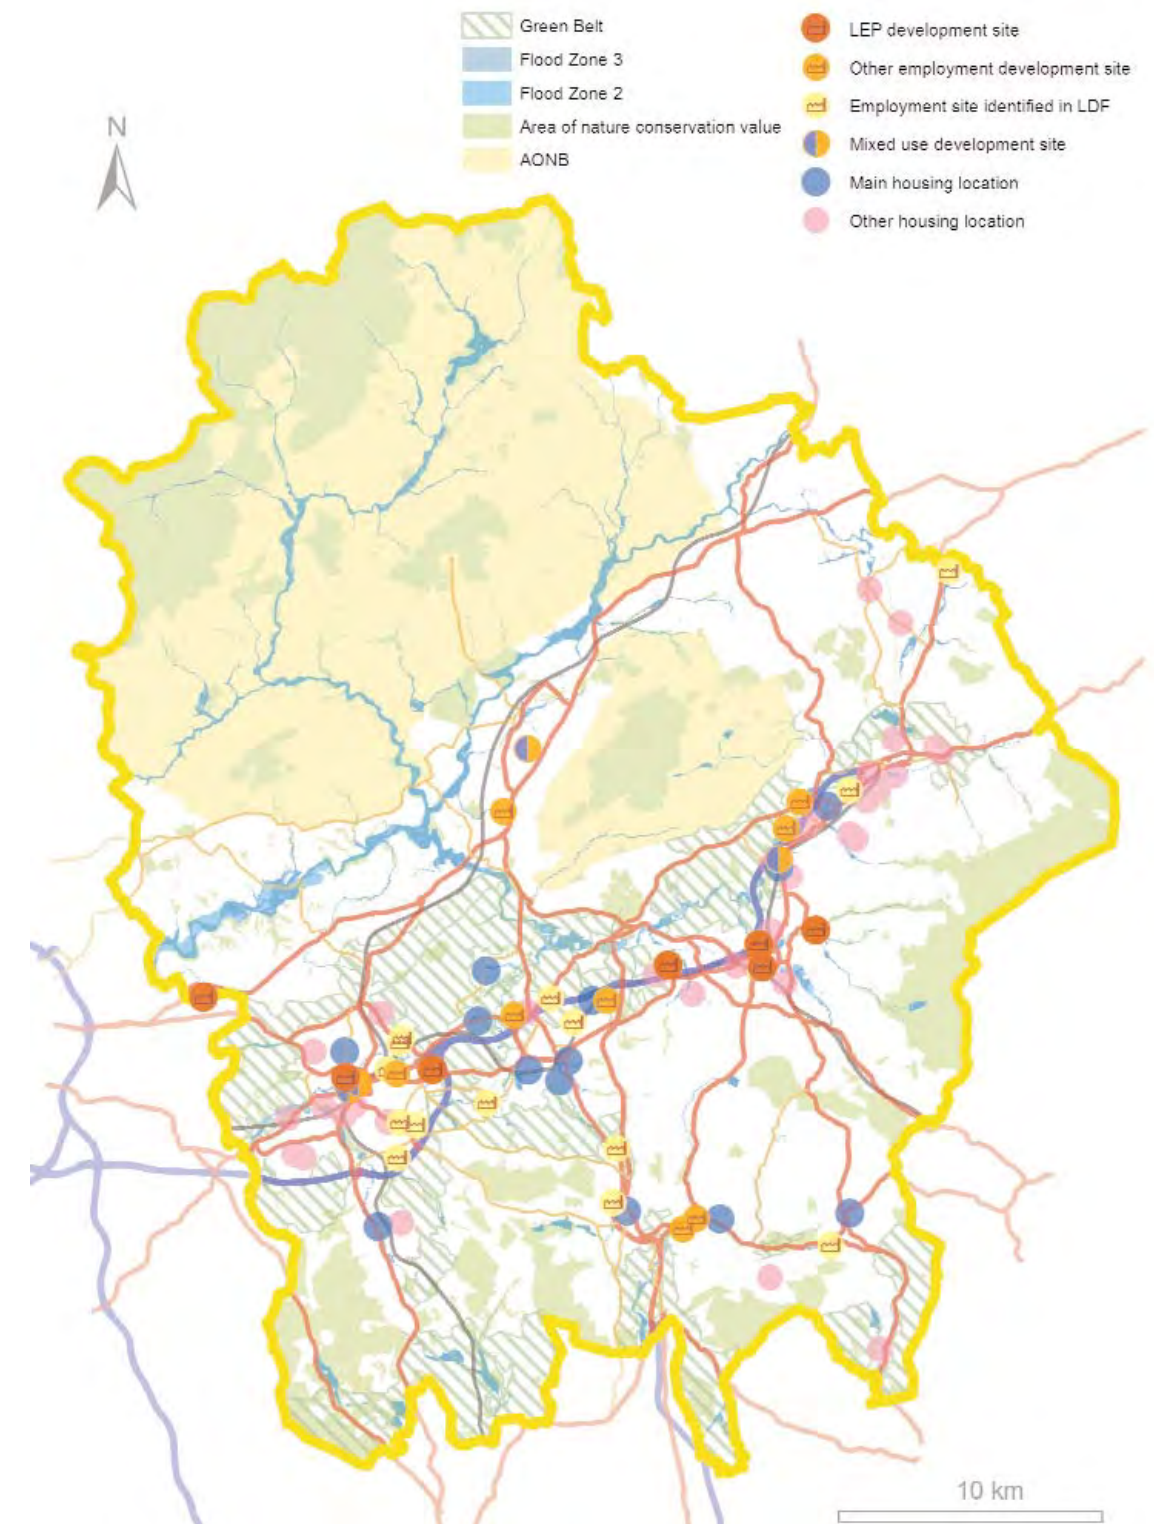 Green Belt
Flood Zone 3
Flood Zone 2
Area of nature conservation value
AONB
LEP development site
Other employment development site
Employment site identified in LDF
Mixed use development site
Main housing location
Other housing location
N
10 km